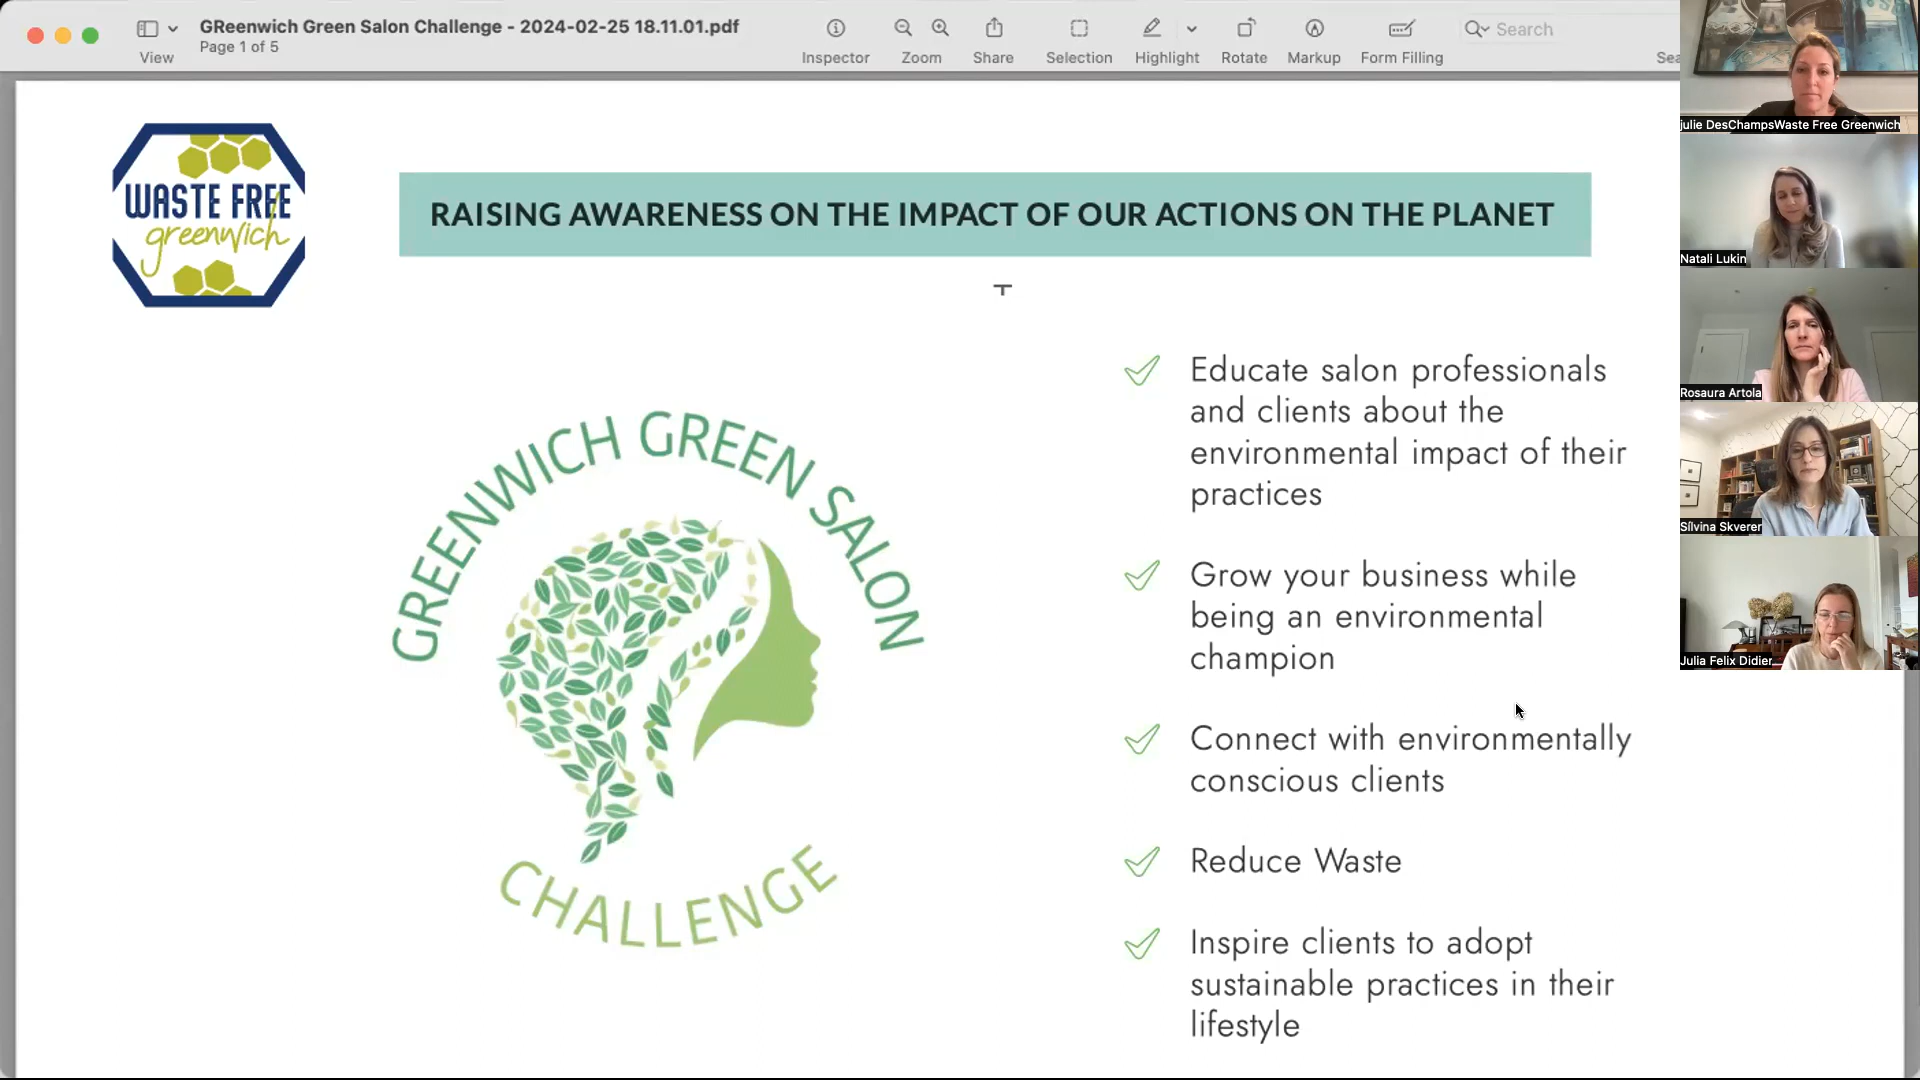 GReenwich Green Salon Challenge - 2024-02-25 18.11.01.pdf
Page 1 of 5
View
Inspector
Zoom
Share
Selection
Highlight
Rotate
Markup
Form Filling
Search
Sea
WASTE FREE
greenwich
RAISING AWARENESS ON THE IMPACT OF OUR ACTIONS ON THE PLANET
GREENWICH GREEN SALON
CHALLENGE
Educate salon professionals
and clients about the
environmental impact of their
practices
Grow your business while
being an environmental
champion
Connect with environmentally
conscious clients
Reduce Waste
Inspire clients to adopt
sustainable practices in their
lifestyle
julie DesChampsWaste Free Greenwich
Natali Lukin
Rosaura Artola
Sílvina Skverer
Julia Felix Didier